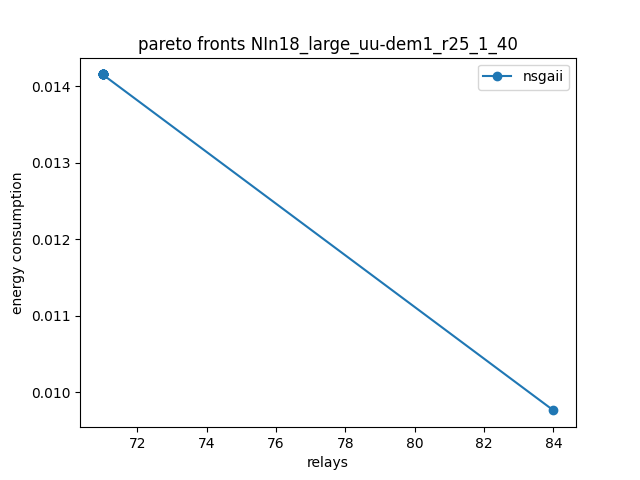 pareto fronts NIn18_large_uu-dem1_r25_1_40
nsgaii
0.014
0.013
0.012
0.011
0.010
energy consumption
72 74 76 78 80 82 84
relays